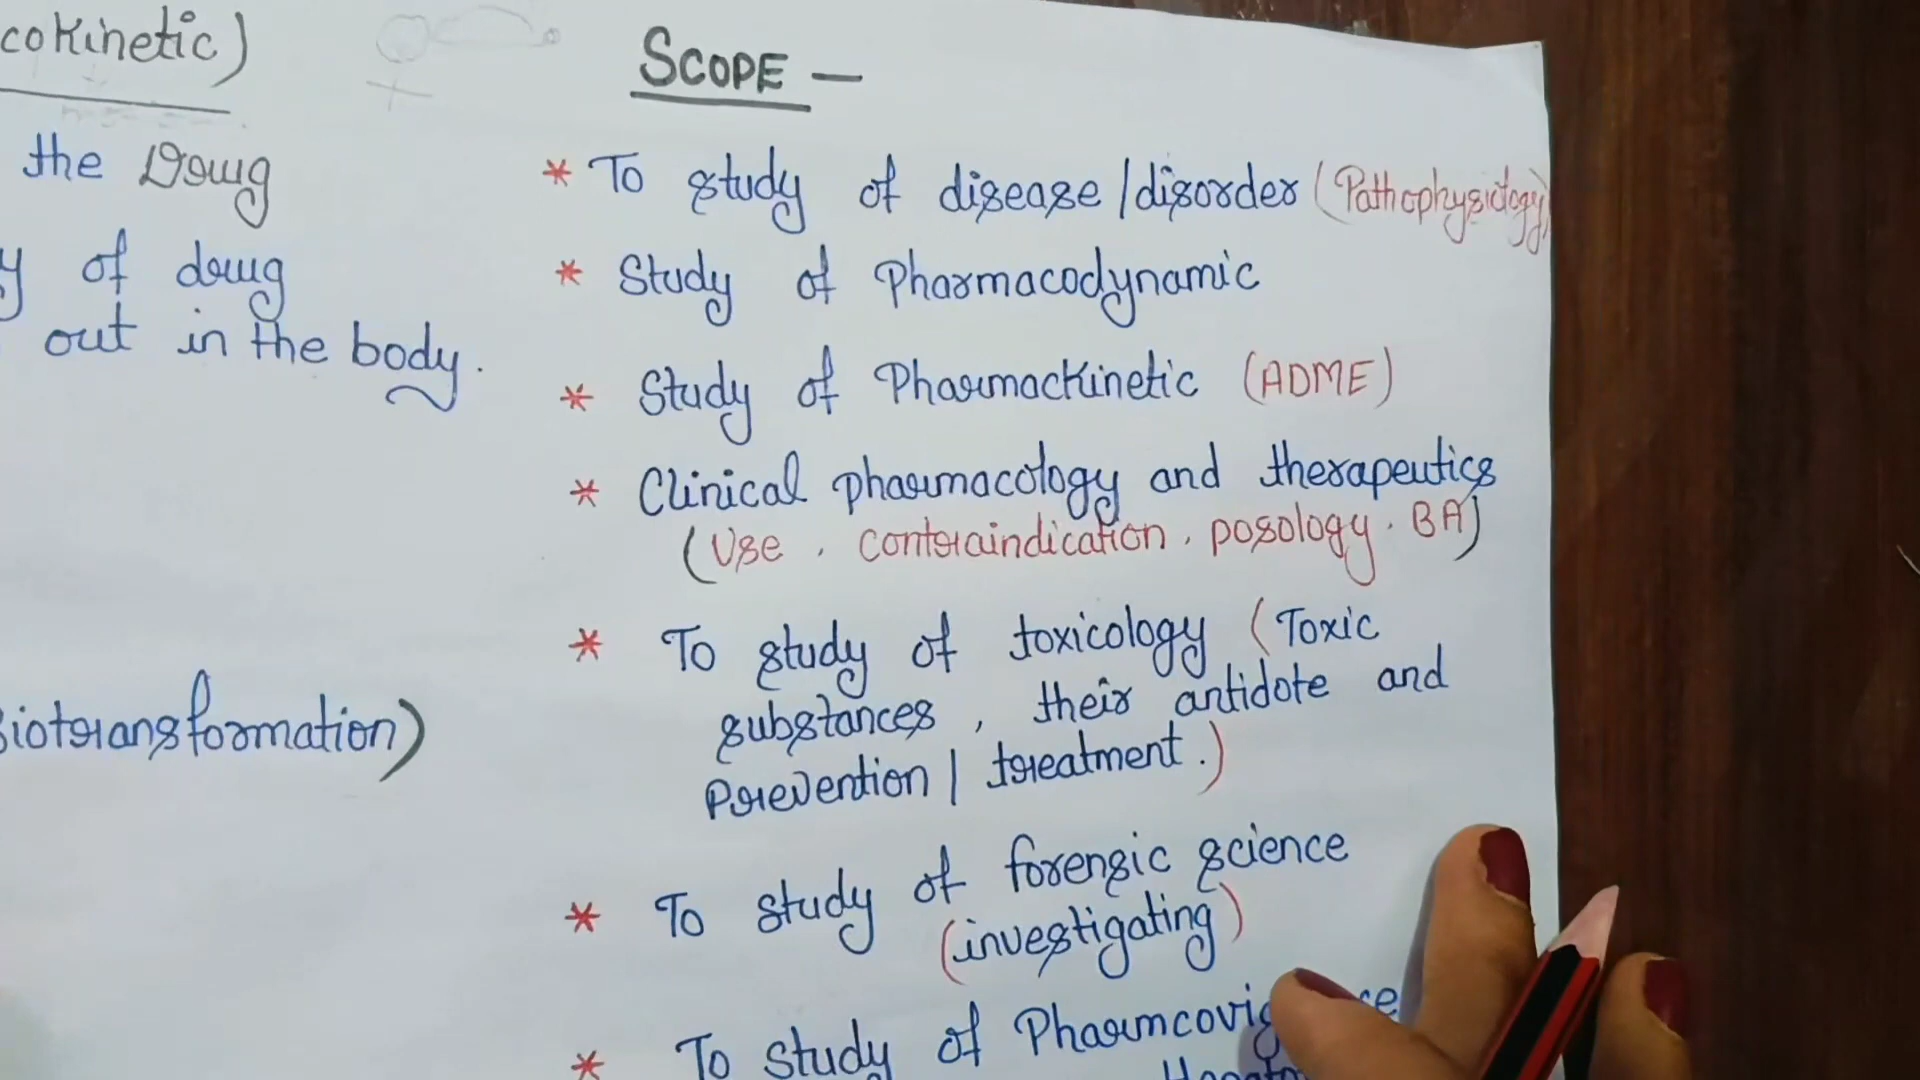 coKinetic)
the Drug
of drug
out in the body.
Biotransformation)
SCOPE -
* To study of disease/disorder (Pathophysiology)
* Study of Pharmacodynamic
* Study of Pharmackinetic (ADME)
* Clinical pharmacology and therapeutics
(Use, contraindication, posology, BA)
* To study of toxicology (Toxic
substances, their antidote and
Prevention/treatment.)
* To study of forensic science
(investigating)
* To study of